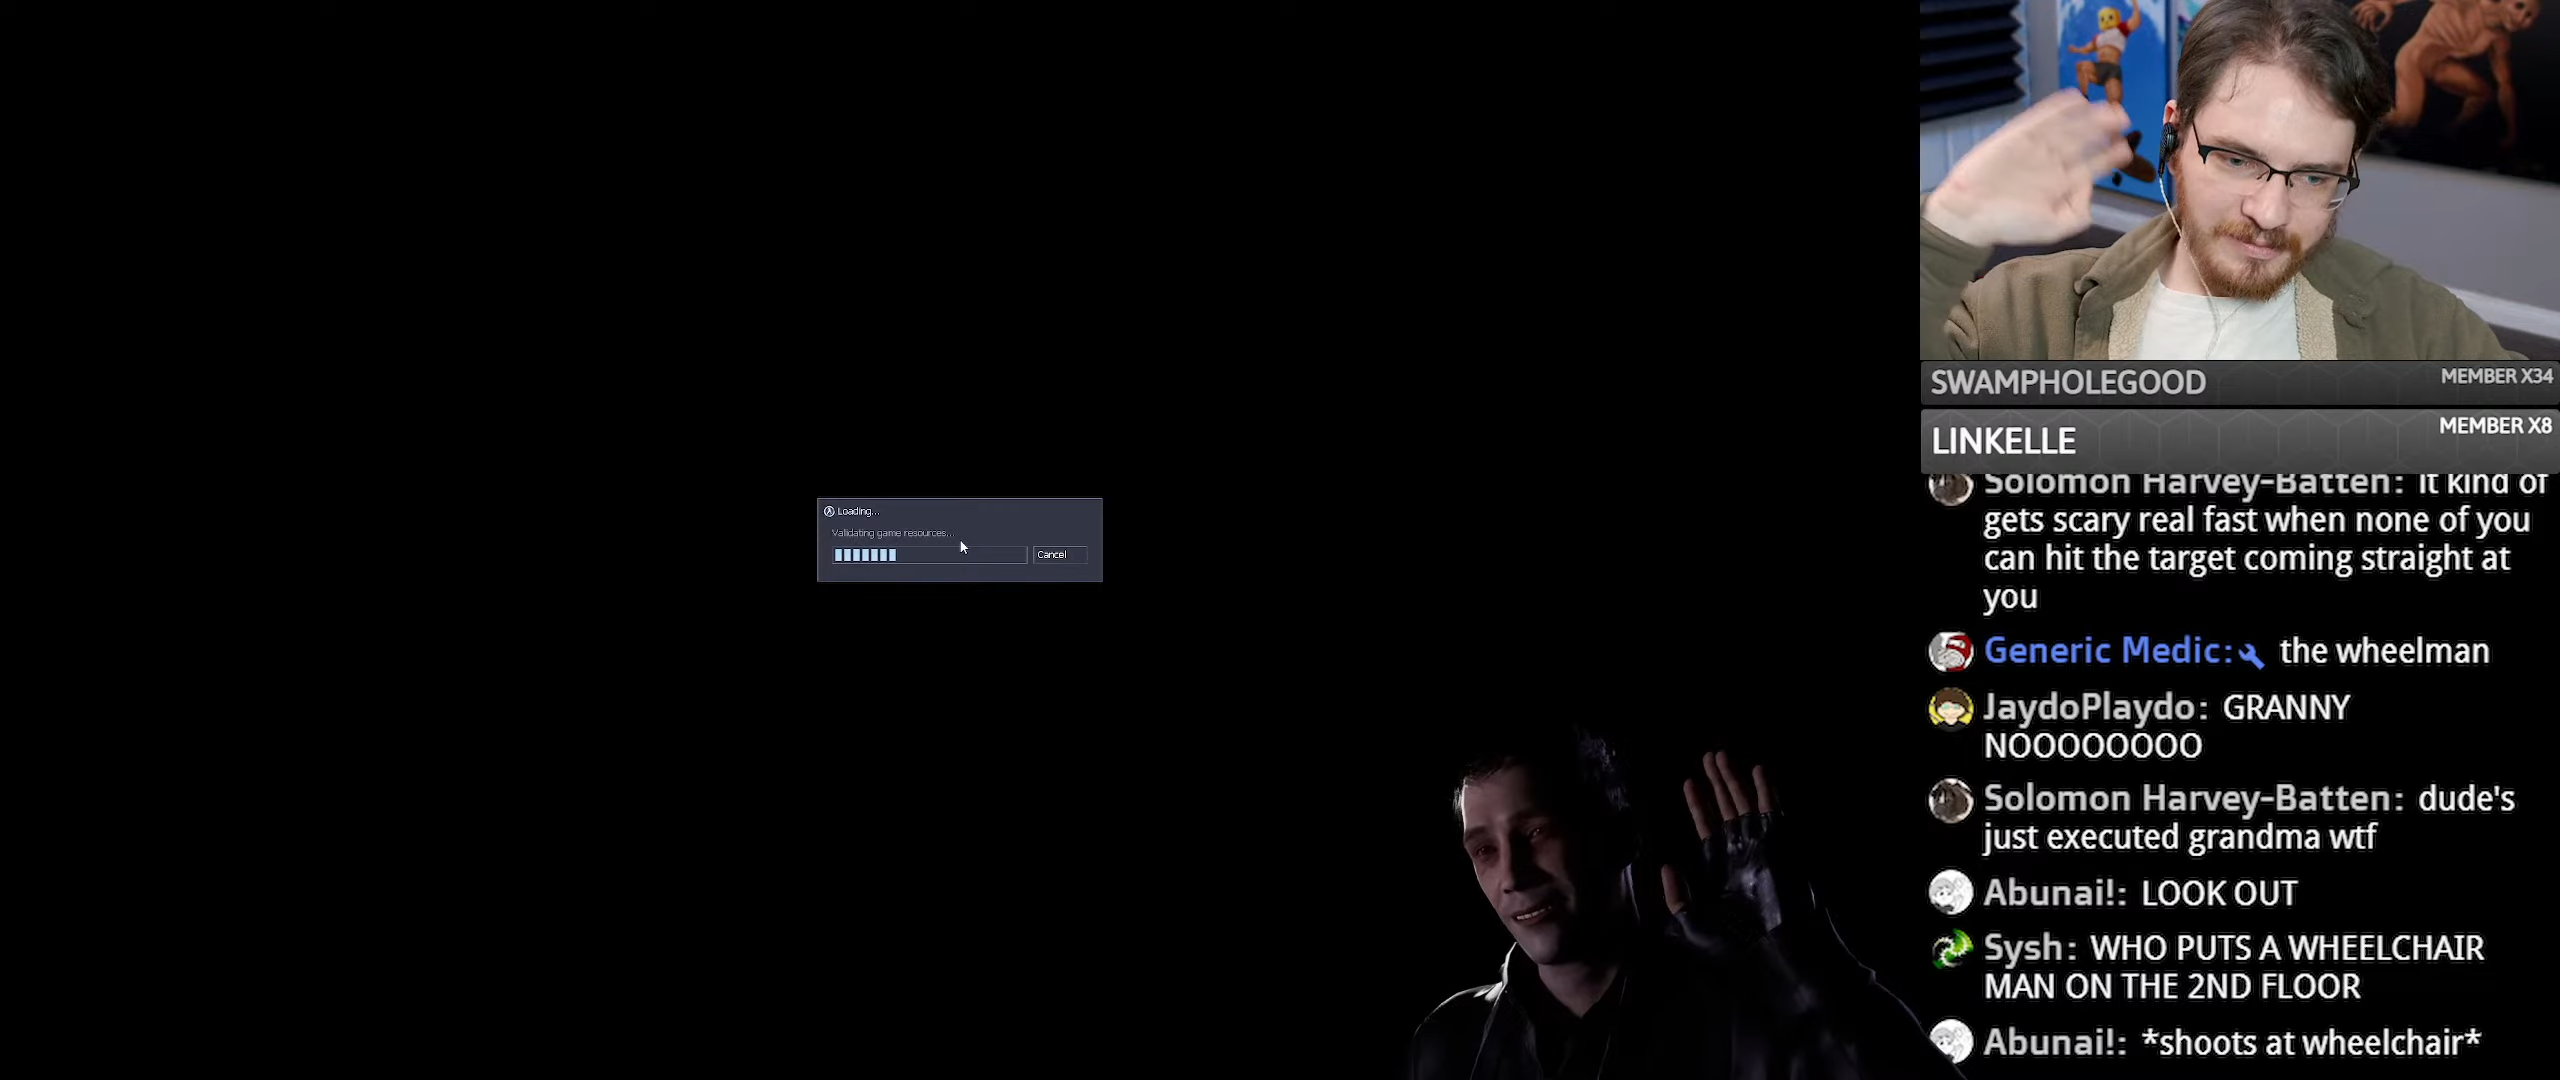 Loading...
Validating game resources...
Cancel
SWAMPHOLEGOOD
MEMBER X34
LINKELLE
MEMBER X8
Solomon Harvey-Batten: it kind of
gets scary real fast when none of you
can hit the target coming straight at
you
Generic Medic: the wheelman
JaydoPlaydo: GRANNY
NOOOOOOOO
Solomon Harvey-Batten: dude's
just executed grandma wtf
Abunai!: LOOK OUT
Sysh: WHO PUTS A WHEELCHAIR
MAN ON THE 2ND FLOOR
Abunai!: *shoots at wheelchair*